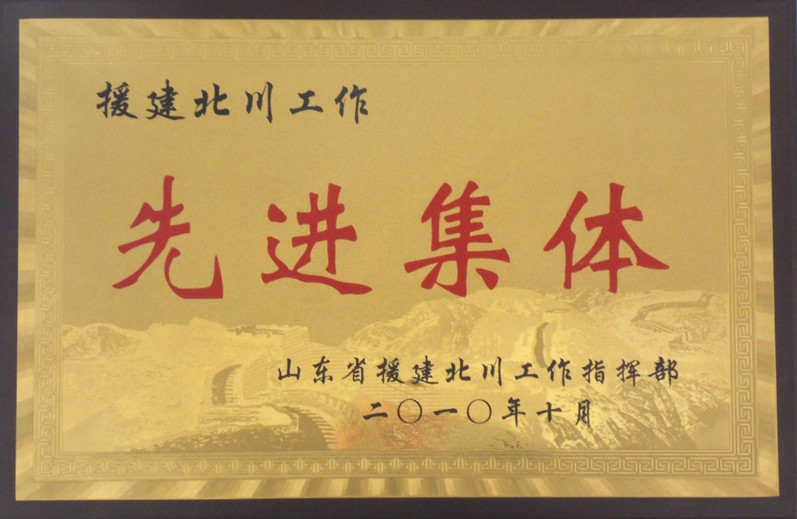 援建北川工作
先进集体
山东省援建北川工作指挥部
二〇一〇年十月